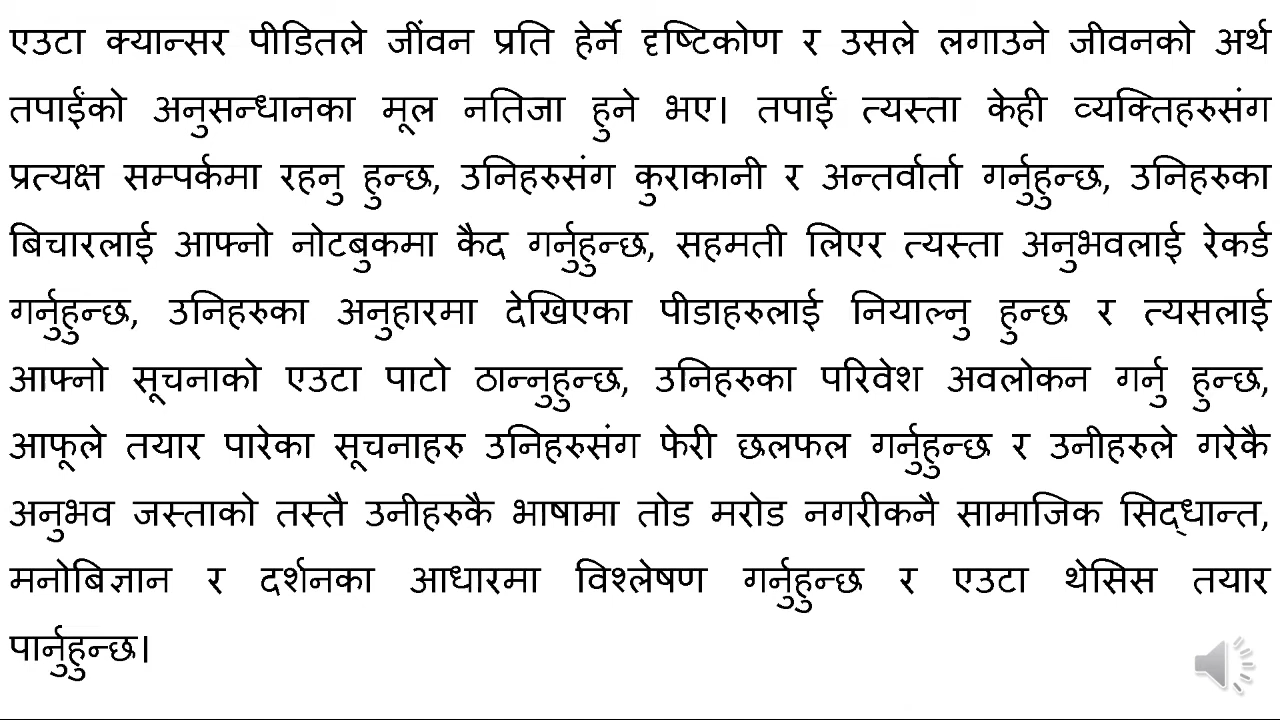 एउटा क्यान्सर पीडितले जींवन प्रति हेर्ने दृष्टिकोण र उसले लगाउने जीवनको अर्थ
तपाईंको अनुसन्धानका मूल नतिजा हुने भए। तपाईं त्यस्ता केही व्यक्तिहरुसंग
प्रत्यक्ष सम्पर्कमा रहनु हुन्छ, उनिहरुसंग कुराकानी र अन्तर्वार्ता गर्नुहुन्छ, उनिहरुका
बिचारलाई आफ्नो नोटबुकमा कैद गर्नुहुन्छ, सहमती लिएर त्यस्ता अनुभवलाई रेकर्ड
गर्नुहुन्छ, उनिहरुका अनुहारमा देखिएका पीडाहरुलाई नियाल्नु हुन्छ र त्यसलाई
आफ्नो सूचनाको एउटा पाटो ठान्नुहुन्छ, उनिहरुका परिवेश अवलोकन गर्नु हुन्छ,
आफूले तयार पारेका सूचनाहरु उनिहरुसंग फेरी छलफल गर्नुहुन्छ र उनीहरुले गरेकै
अनुभव जस्ताको तस्तै उनीहरुकै भाषामा तोड मरोड नगरीकनै सामाजिक सिद्धान्त,
मनोबिज्ञान र दर्शनका आधारमा विश्लेषण गर्नुहुन्छ र एउटा थेसिस तयार
पार्नुहुन्छ।